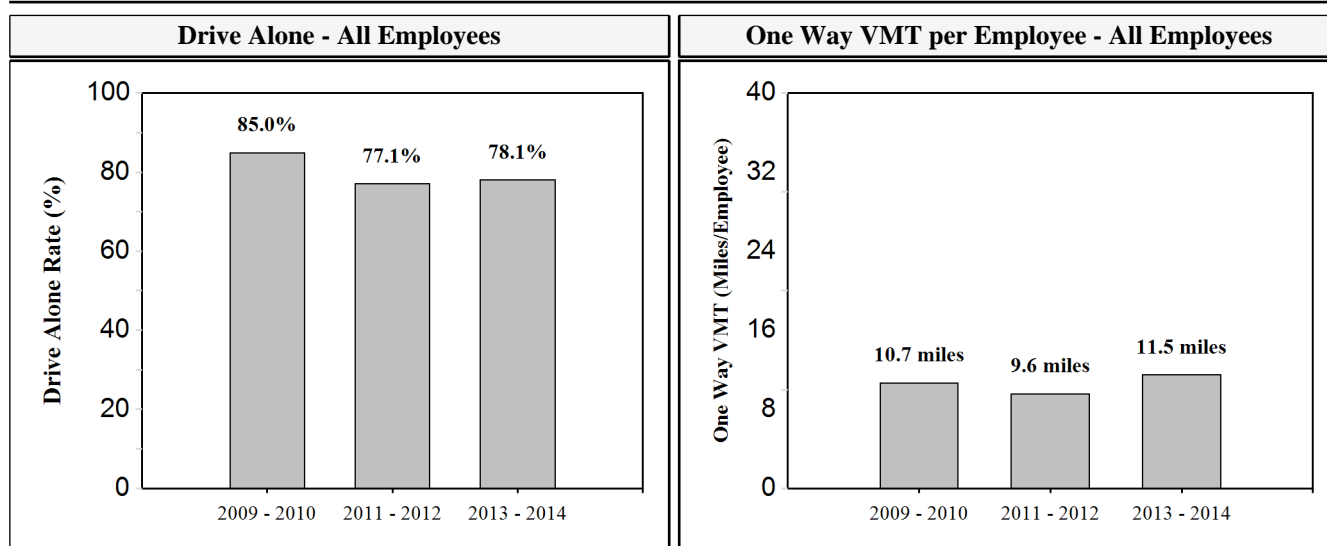 Drive Alone - All Employees
Drive Alone Rate (%)
100
80
60
40
20
0
85.0%
77.1%
78.1%
2009 - 2010
2011 - 2012
2013 - 2014
One Way VMT per Employee - All Employees
One Way VMT (Miles/Employee)
40
32
24
16
8
0
10.7 miles
9.6 miles
11.5 miles
2009 - 2010
2011 - 2012
2013 - 2014